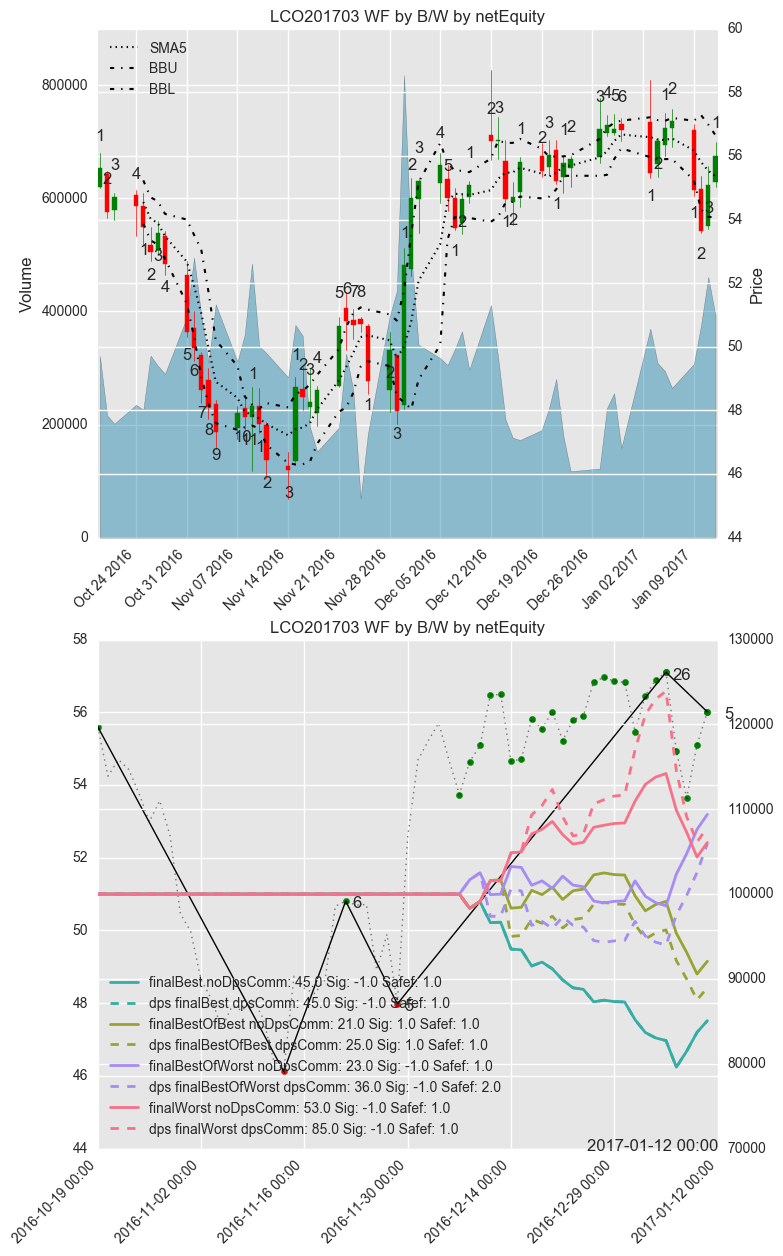 LCO201703 WF by B/W by netEquity
SMA5
BBU
BBL
Volume
800000
600000
400000
200000
0
Price
60
58
56
54
52
50
48
46
44
Oct 24 2016
Oct 31 2016
Nov 07 2016
Nov 14 2016
Nov 21 2016
Nov 28 2016
Dec 05 2016
Dec 12 2016
Dec 19 2016
Dec 26 2016
Jan 02 2017
Jan 09 2017
LCO201703 WF by B/W by netEquity
58
56
54
52
50
48
46
44
130000
120000
110000
100000
90000
80000
70000
26
5
6
finalBest noDpsComm: 45.0 Sig: -1.0 Safef: 1.0
dps finalBest dpsComm: 45.0 Sig: -1.0 Safef: 1.0
finalBestOfBest noDpsComm: 21.0 Sig: 1.0 Safef: 1.0
dps finalBestOfBest dpsComm: 25.0 Sig: 1.0 Safef: 1.0
finalBestOfWorst noDpsComm: 23.0 Sig: -1.0 Safef: 1.0
dps finalBestOfWorst dpsComm: 36.0 Sig: -1.0 Safef: 2.0
finalWorst noDpsComm: 53.0 Sig: -1.0 Safef: 1.0
dps finalWorst dpsComm: 85.0 Sig: -1.0 Safef: 1.0
2017-01-12 00:00
2016-10-19 00:00
2016-11-02 00:00
2016-11-16 00:00
2016-11-30 00:00
2016-12-14 00:00
2016-12-29 00:00
2017-01-12 00:00